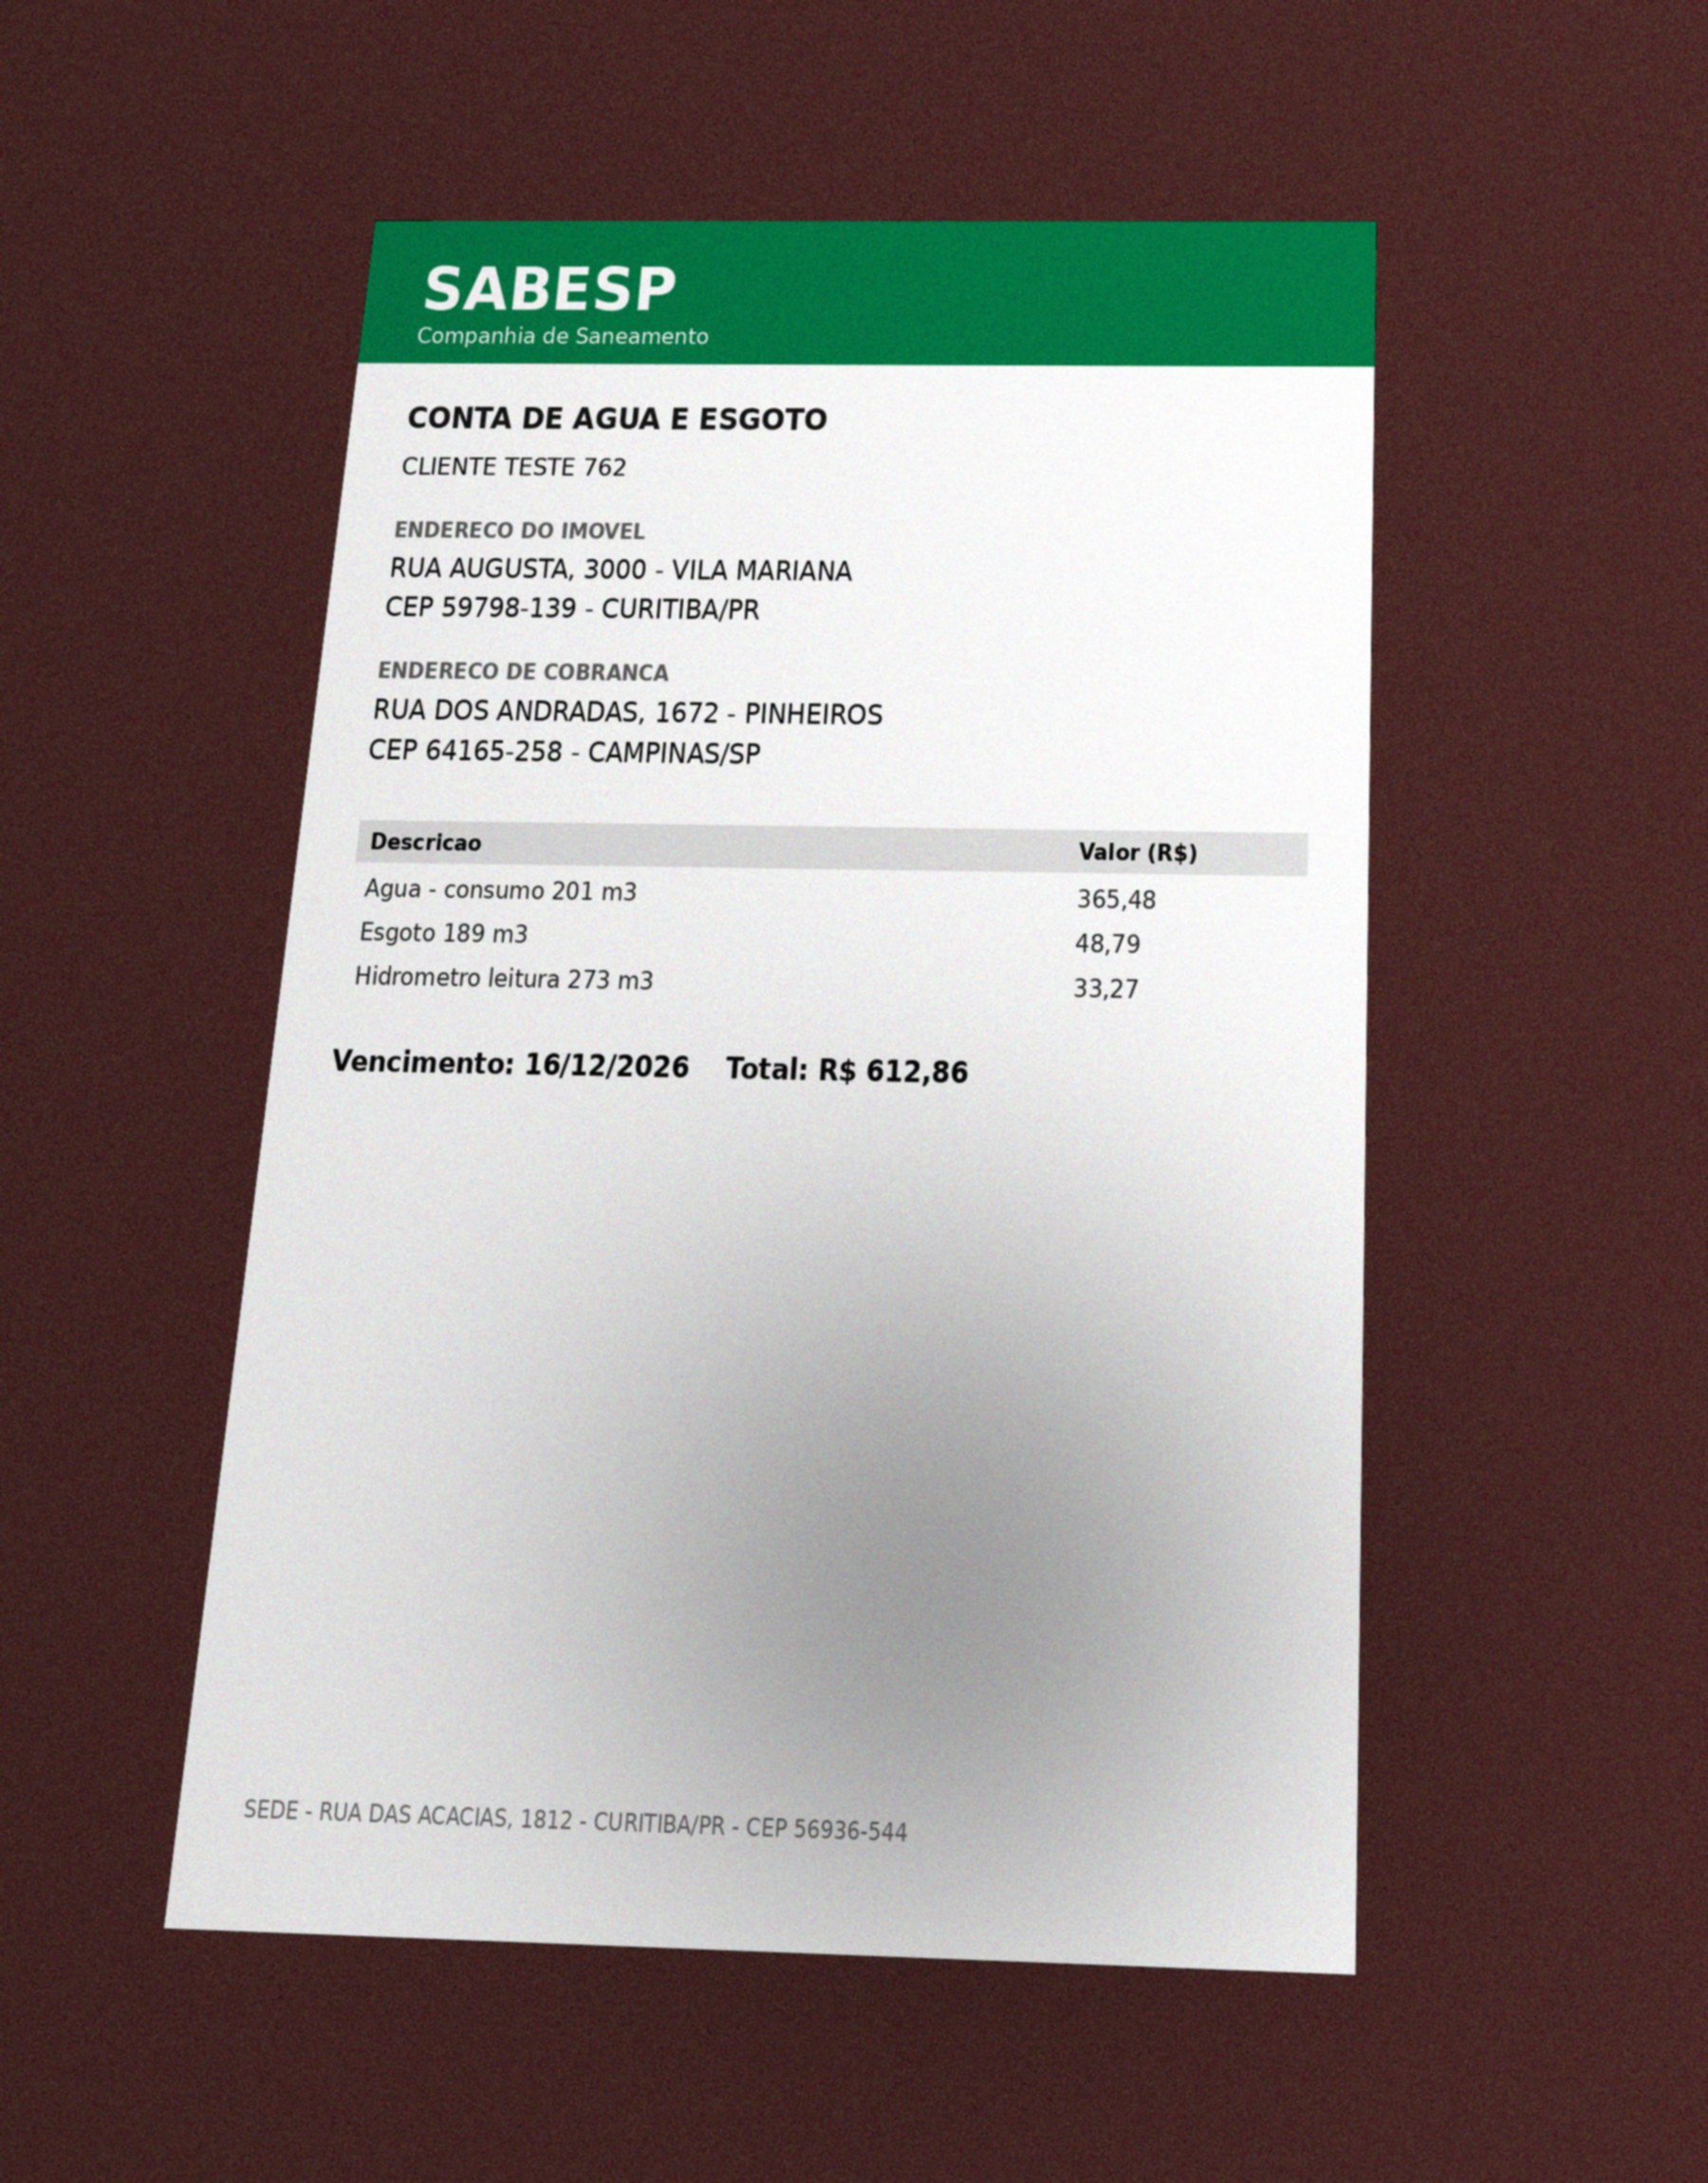 SABESP
Companhia de Saneamento
CONTA DE AGUA E ESGOTO
CLIENTE TESTE 762
ENDERECO DO IMOVEL
RUA AUGUSTA, 3000 - VILA MARIANA
CEP 59798-139 - CURITIBA/PR
ENDERECO DE COBRANCA
RUA DOS ANDRADAS, 1672 - PINHEIROS
CEP 64165-258 - CAMPINAS/SP
Descricao Valor (R$)
Agua - consumo 201 m3 365,48
Esgoto 189 m3 48,79
Hidrometro leitura 273 m3 33,27
Vencimento: 16/12/2026 Total: R$ 612,86
SEDE - RUA DAS ACACIAS, 1812 - CURITIBA/PR - CEP 56936-544